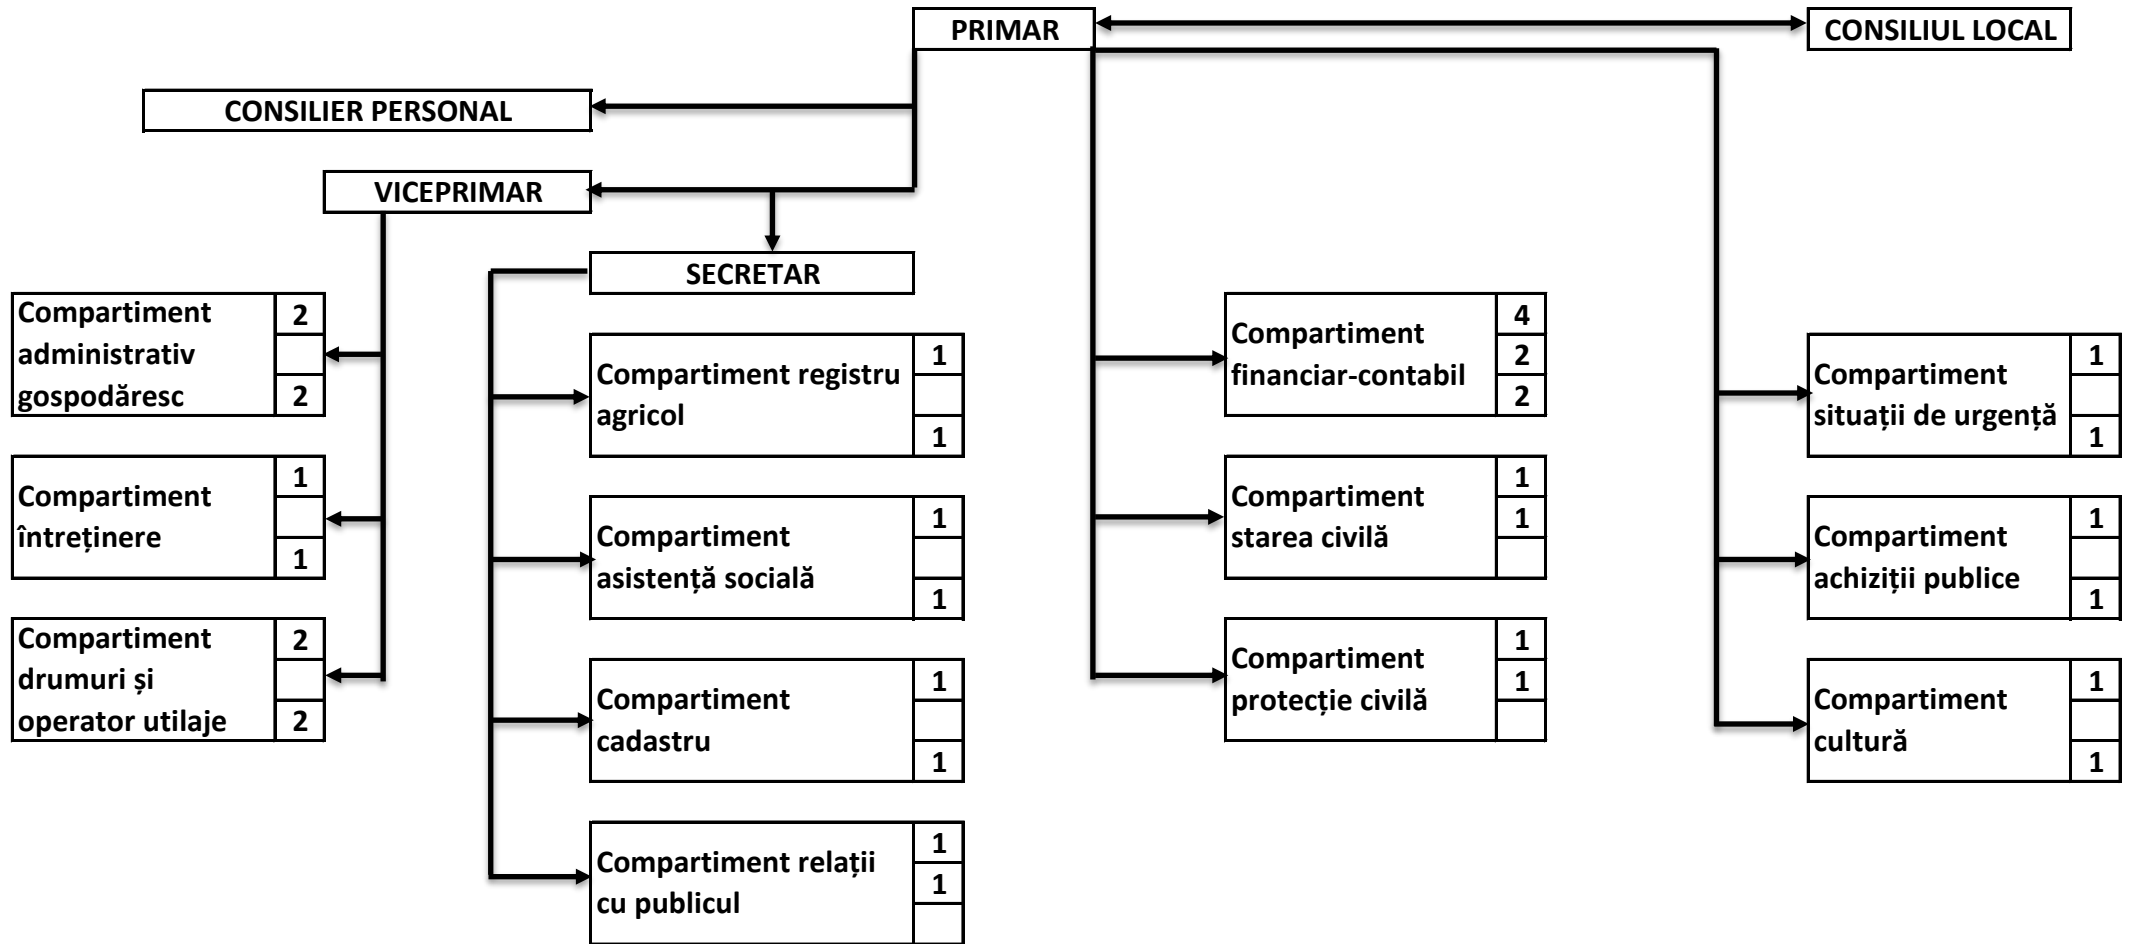 PRIMAR
CONSILIUL LOCAL
CONSILIER PERSONAL
VICEPRIMAR
SECRETAR
Compartiment
administrativ
gospodăresc
2
2
Compartiment
întreținere
1
1
Compartiment
drumuri și
operator utilaje
2
2
Compartiment registru
agricol
1
1
Compartiment
asistență socială
1
1
Compartiment
cadastru
1
1
Compartiment relații
cu publicul
1
1
Compartiment
financiar-contabil
4
2
2
Compartiment
starea civilă
1
1
Compartiment
protecție civilă
1
1
Compartiment
situații de urgență
1
1
Compartiment
achiziții publice
1
1
Compartiment
cultură
1
1